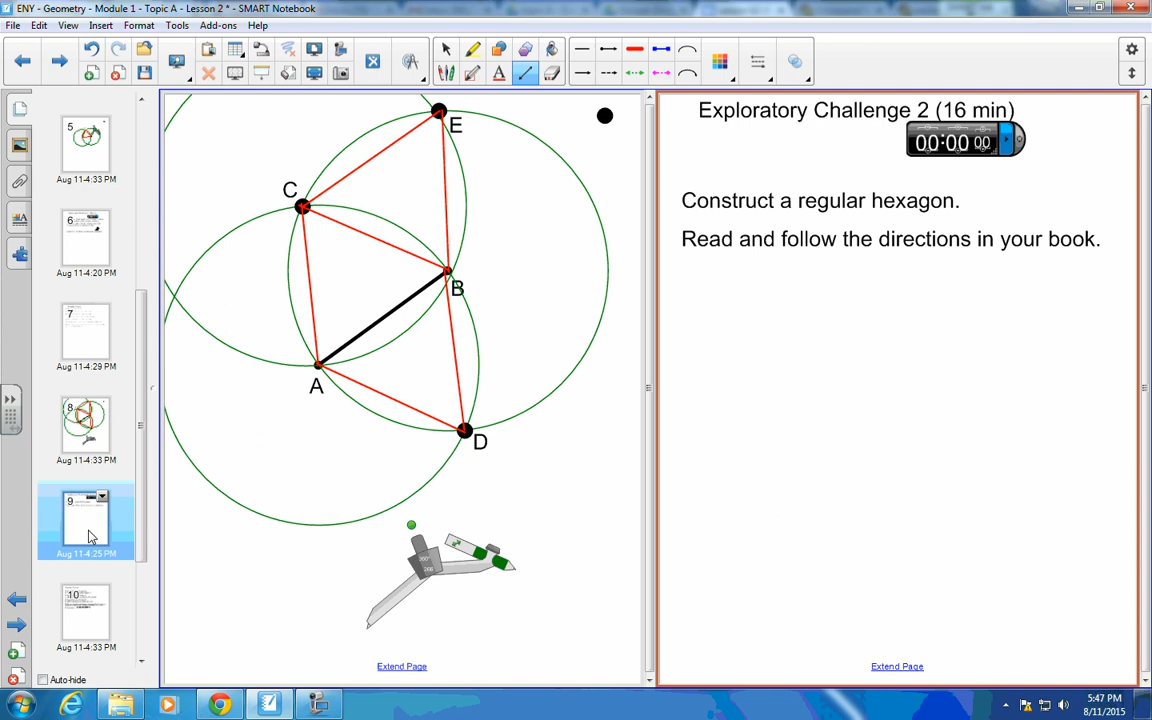 ENY - Geometry - Module 1 - Topic A - Lesson 2 * - SMART Notebook
File Edit View Insert Format Tools Add-ons Help
5
Aug 11-4:33 PM
6
Aug 11-4:20 PM
7
Aug 11-4:29 PM
8
Aug 11-4:33 PM
9
Aug 11-4:25 PM
10
Aug 11-4:33 PM
Auto-hide
E
C
B
A
D
Extend Page
Exploratory Challenge 2 (16 min)
00:00 00
Construct a regular hexagon.
Read and follow the directions in your book.
Extend Page
5:47 PM
8/11/2015